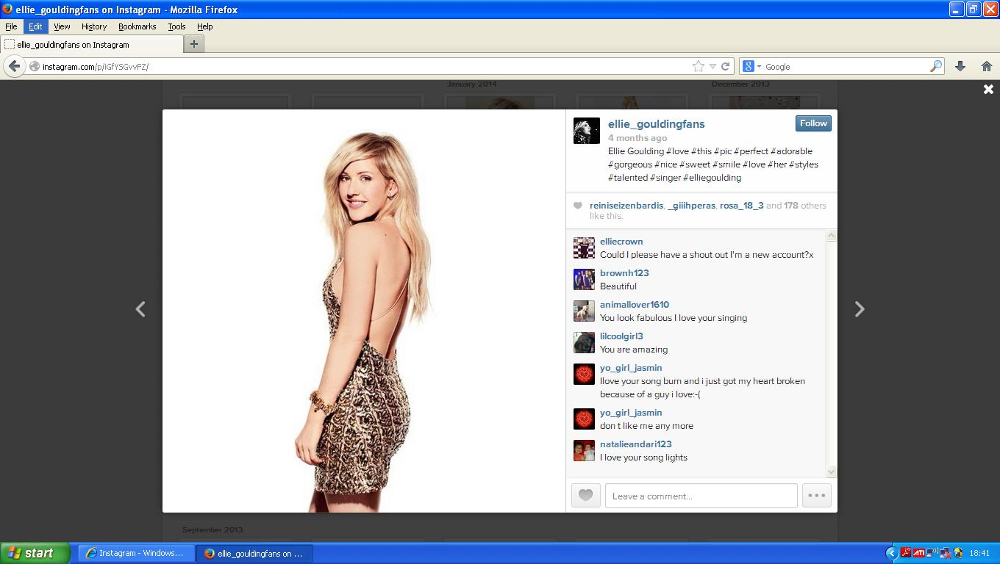 ellie_gouldingfans on Instagram - Mozilla Firefox
File Edit View History Bookmarks Tools Help
ellie_gouldingfans on Instagram
instagram.com/p/iGfYSGvvFZ/
Google
January 2014
December 2013
ellie_gouldingfans
Follow
4 months ago
Ellie Goulding #love #this #pic #perfect #adorable
#gorgeous #nice #sweet #smile #love #her #styles
#talented #singer #elliegoulding
reiniseizenbardis, _giiihperas, rosa_18_3 and 178 others
like this.
elliecrown
Could I please have a shout out I'm a new account?x
brownh123
Beautiful
animallover1610
You look fabulous I love your singing
lilcoolgirl3
You are amazing
yo_girl_jasmin
Ilove your song burn and i just got my heart broken
because of a guy i love:-(
yo_girl_jasmin
don t like me any more
natalieandari123
I love your song lights
Leave a comment...
September 2013
start
Instagram - Windows...
ellie_gouldingfans on ...
ATI
18:41